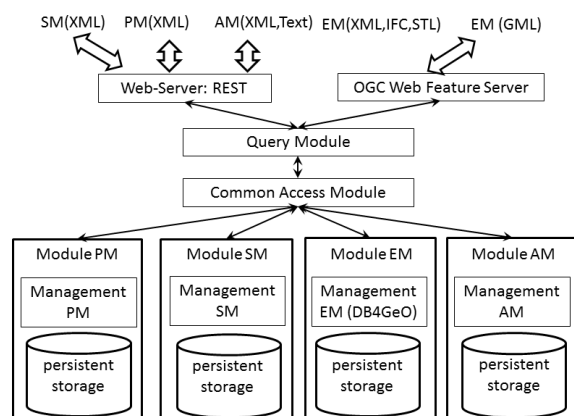 SM(XML) PM(XML) AM(XML,Text) EM(XML,IFC,STL) EM (GML)
Web-Server: REST
OGC Web Feature Server
Query Module
Common Access Module
Module PM
Management
PM
persistent
storage
Module SM
Management
SM
persistent
storage
Module EM
Management
EM (DB4GeO)
persistent
storage
Module AM
Management
AM
persistent
storage